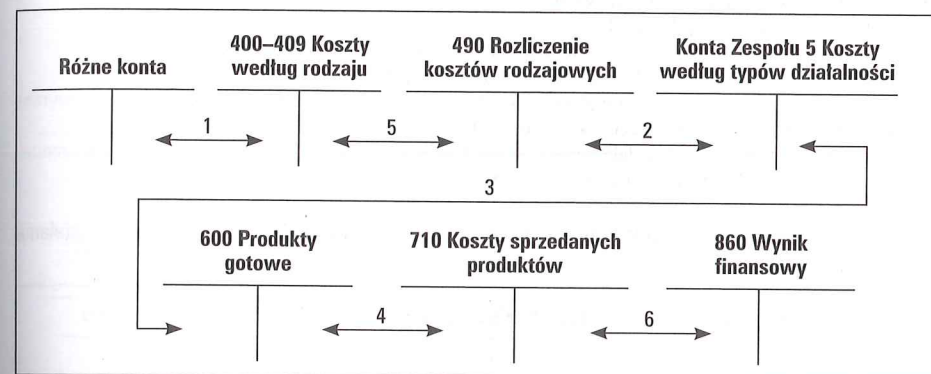 Różne konta
400–409 Koszty
według rodzaju
490 Rozliczenie
kosztów rodzajowych
Konta Zespołu 5 Koszty
według typów działalności
1
5
2
3
600 Produkty
gotowe
710 Koszty sprzedanych
produktów
860 Wynik
finansowy
4
6